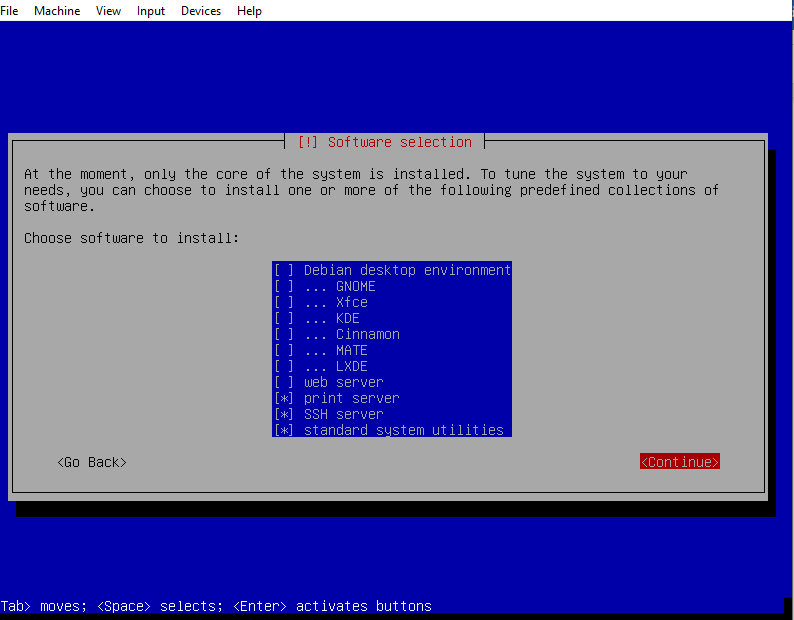 File Machine View Input Devices Help
[!] Software selection
At the moment, only the core of the system is installed. To tune the system to your
needs, you can choose to install one or more of the following predefined collections of
software.
Choose software to install:
[ ] Debian desktop environment
[ ] ... GNOME
[ ] ... Xfce
[ ] ... KDE
[ ] ... Cinnamon
[ ] ... MATE
[ ] ... LXDE
[ ] web server
[*] print server
[*] SSH server
[*] standard system utilities
<Go Back> <Continue>
Tab> moves; <Space> selects; <Enter> activates buttons